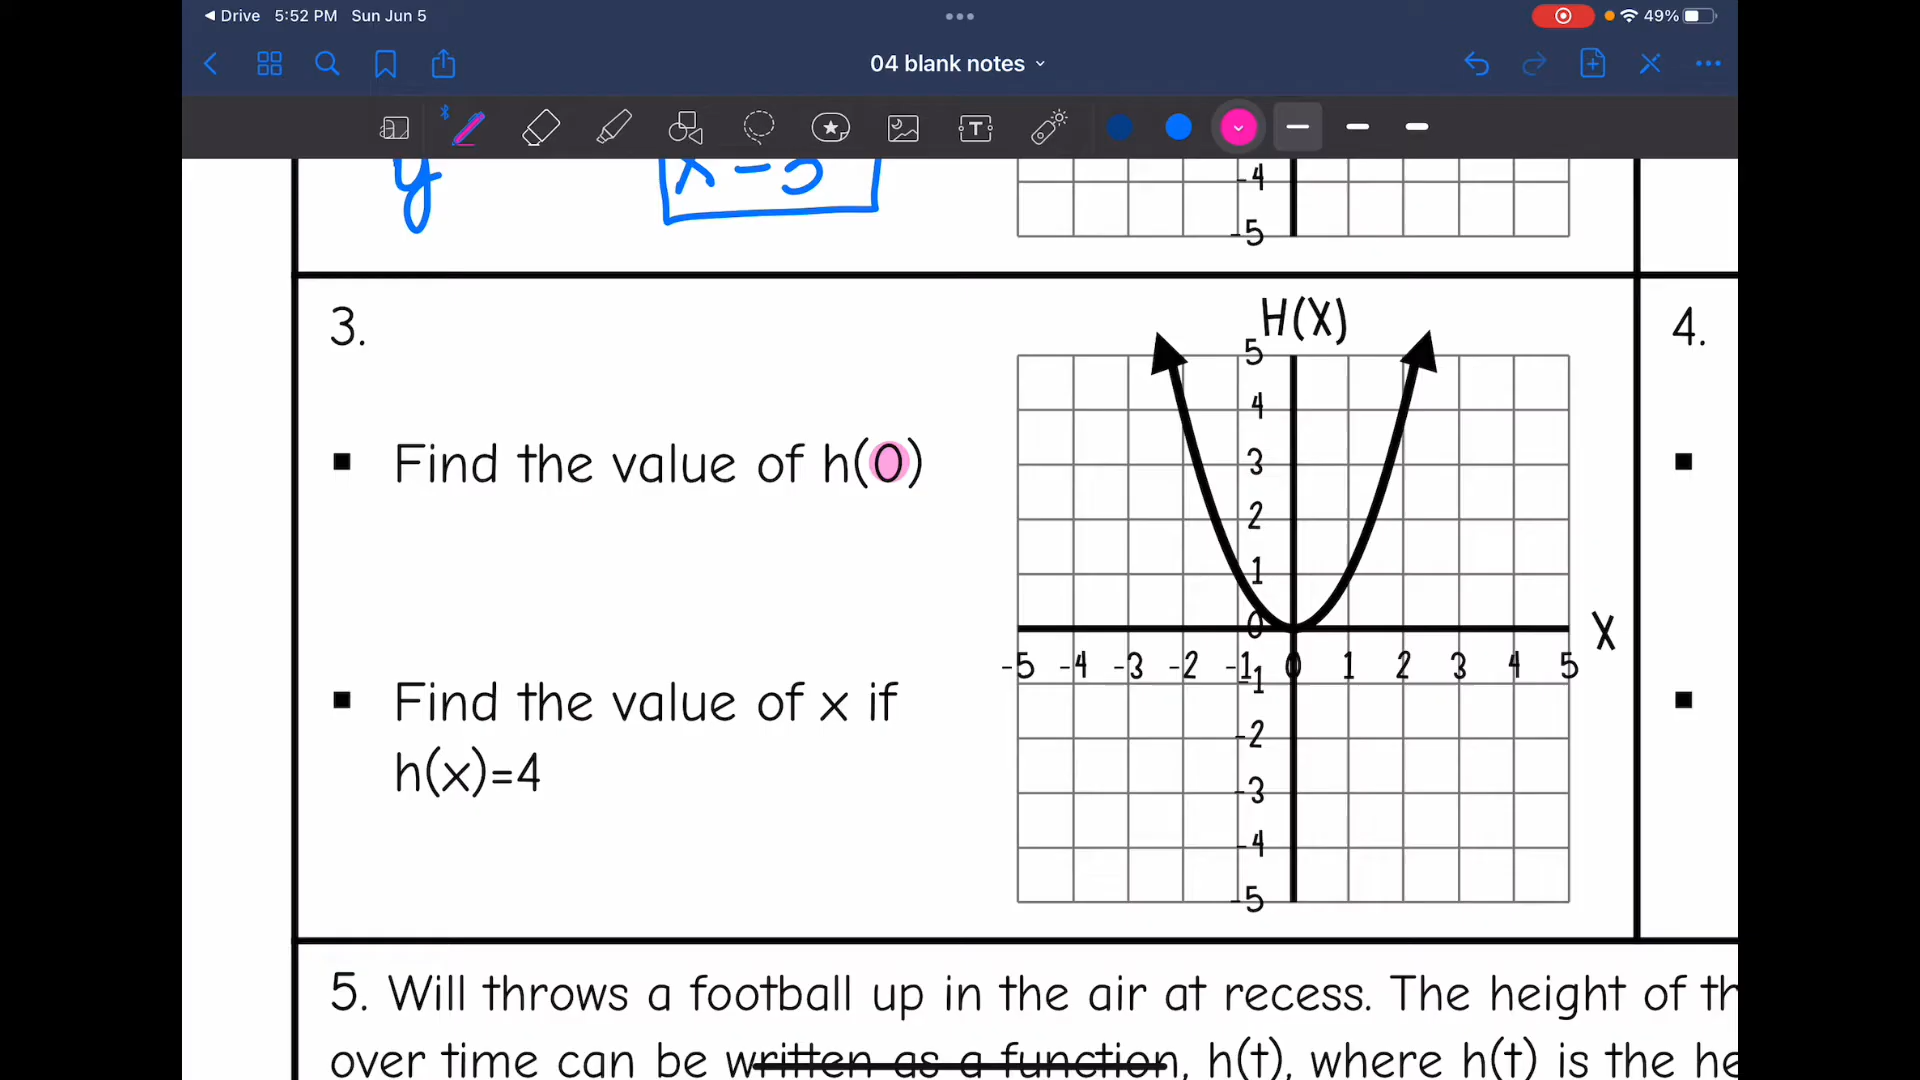 Drive 5:52 PM Sun Jun 5
49%
04 blank notes
T
y
x - 3
-4
-5
3.
H(X)
4.
5
4
Find the value of h(0)
3
2
1
0
X
-5 -4 -3 -2 -1 0 1 2 3 4 5
-1
Find the value of x if
-2
h(x)=4
-3
-4
-5
5. Will throws a football up in the air at recess. The height of th
over time can be written as a function, h(t), where h(t) is the he